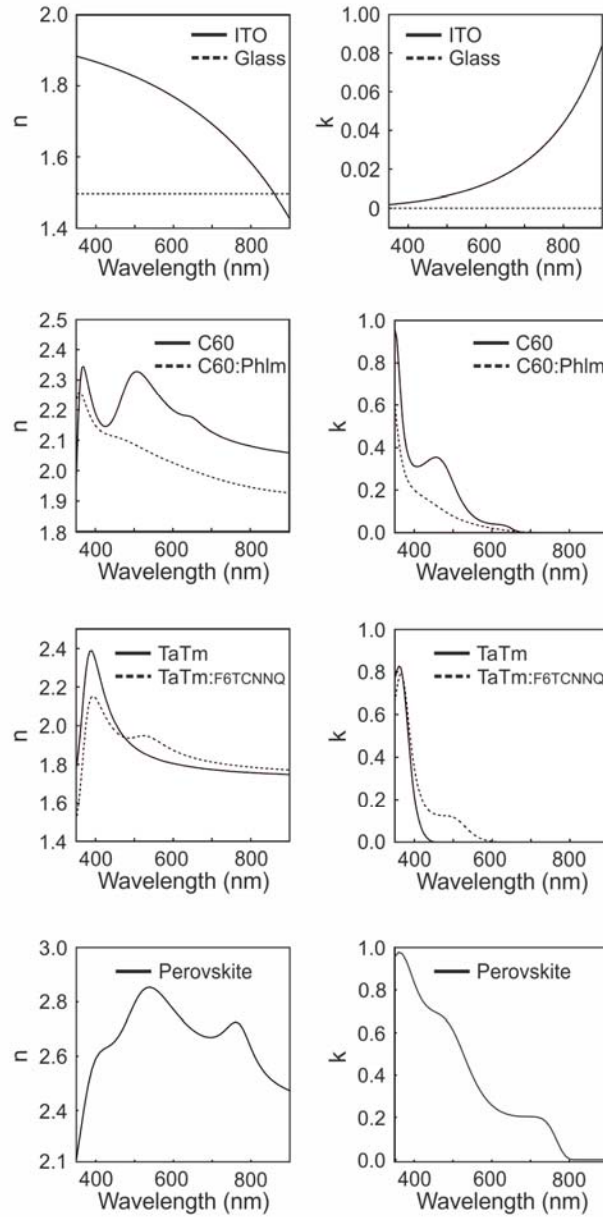 2.0
1.8
1.6
1.4
n
ITO
Glass
400 600 800
Wavelength (nm)
0.1.00
0.08
0.06
0.04
0.02
0
k
ITO
Glass
400 600 800
Wavelength (nm)
2.5
2.4
2.3
2.2
2.1
2.0
1.9
1.8
n
C60
C60:PhIm
400 600 800
Wavelength (nm)
1.0
0.8
0.6
0.4
0.2
0.0
k
C60
C60:PhIm
400 600 800
Wavelength (nm)
2.4
2.2
2.0
1.8
1.6
1.4
n
TaTm
TaTm:F6TCNNQ
400 600 800
Wavelength (nm)
1.0
0.8
0.6
0.4
0.2
0.0
k
TaTm
TaTm:F6TCNNQ
400 600 800
Wavelength (nm)
3.0
2.8
2.6
2.4
2.1
n
Perovskite
400 600 800
Wavelength (nm)
1.0
0.8
0.6
0.4
0.2
0.0
k
Perovskite
400 600 800
Wavelength (nm)